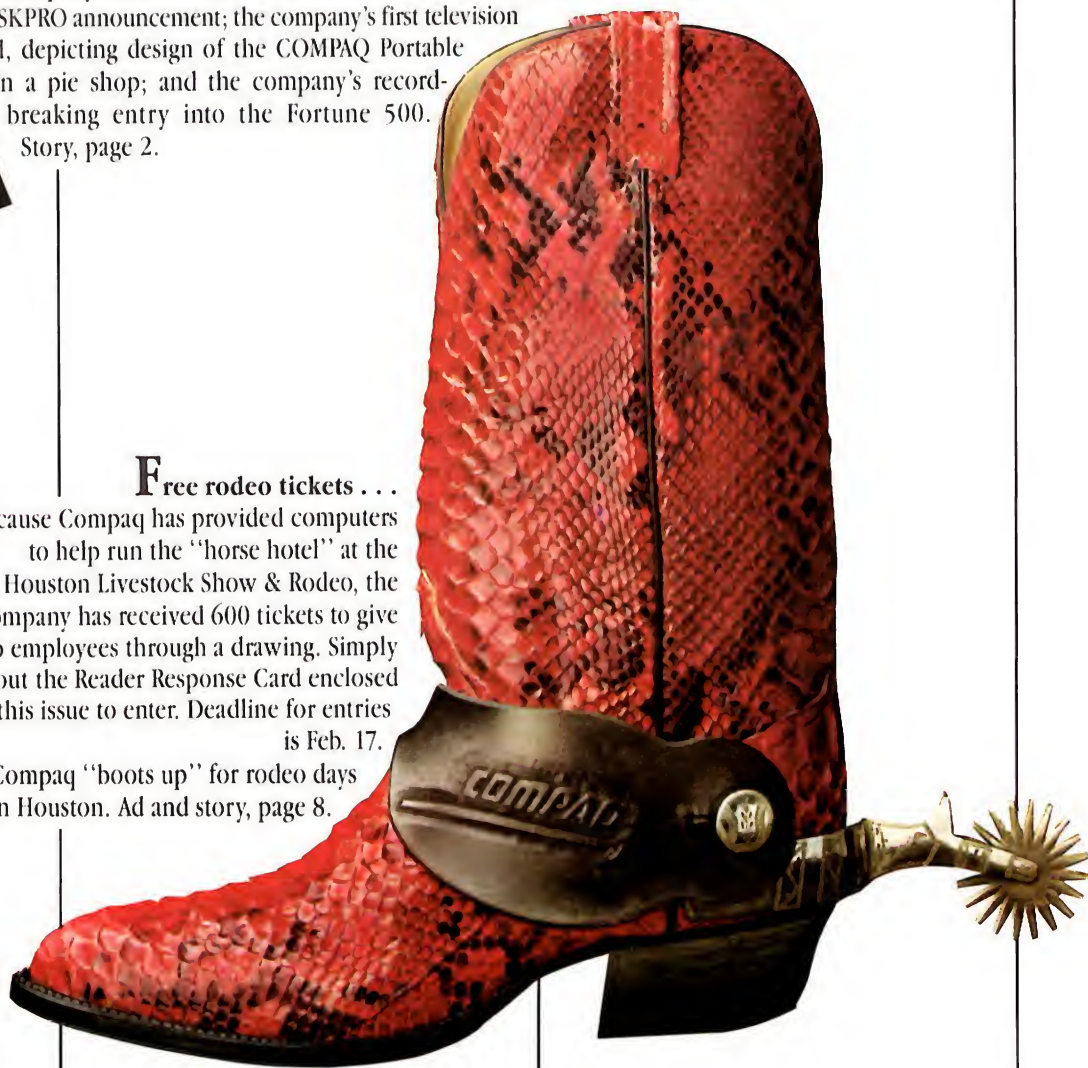 SKPRO announcement; the company's first television
, depicting design of the COMPAQ Portable
n a pie shop; and the company's record-
breaking entry into the Fortune 500.
Story, page 2.
Free rodeo tickets . . .
cause Compaq has provided computers
to help run the "horse hotel" at the
Houston Livestock Show & Rodeo, the
ompany has received 600 tickets to give
o employees through a drawing. Simply
out the Reader Response Card enclosed
this issue to enter. Deadline for entries
is Feb. 17.
Compaq "boots up" for rodeo days
n Houston. Ad and story, page 8.
COMPAQ